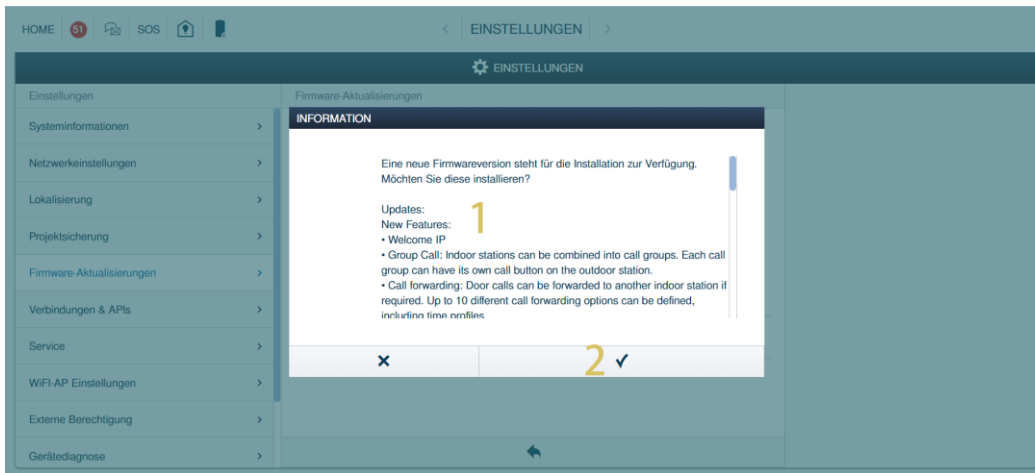 HOME 51 SOS < EINSTELLUNGEN >
EINSTELLUNGEN
Einstellungen
Firmware-Aktualisierungen
Systeminformationen
Netzwerkeinstellungen
Lokalisierung
Projektsicherung
Firmware-Aktualisierungen
Verbindungen & APIs
Service
WiFI-AP Einstellungen
Externe Berechtigung
Gerätediagnose
INFORMATION
Eine neue Firmwareversion steht für die Installation zur Verfügung.
Möchten Sie diese installieren?
Updates:
New Features:
1
• Welcome IP
• Group Call: Indoor stations can be combined into call groups. Each call
group can have its own call button on the outdoor station.
• Call forwarding: Door calls can be forwarded to another indoor station if
required. Up to 10 different call forwarding options can be defined,
including time profiles
2